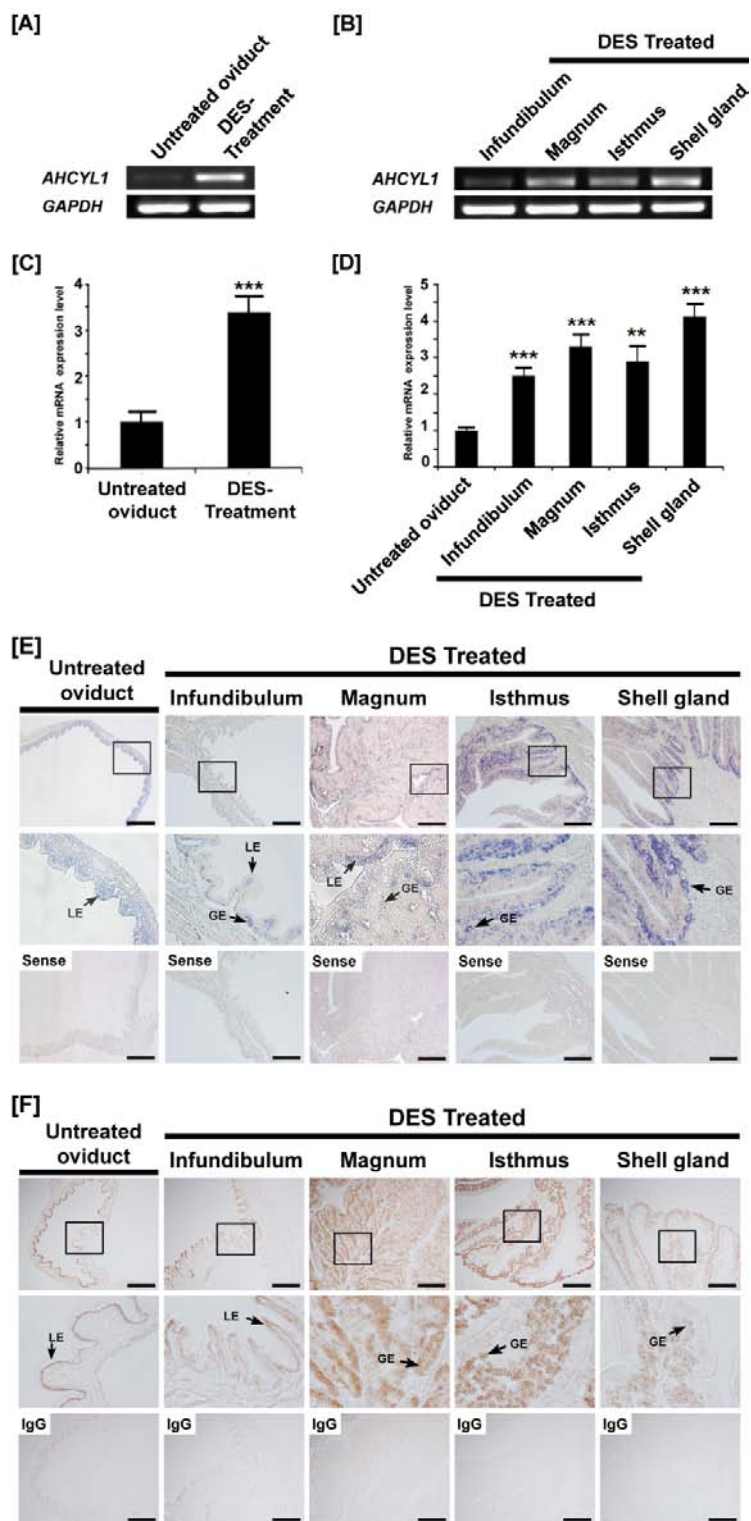 [A]
Untreated oviduct
DES-
Treatment
AHCYL1
GAPDH
[B]
DES Treated
Infundibulum
Magnum
Isthmus
Shell gland
AHCYL1
GAPDH
[C]
Relative mRNA expression level
4
3
2
1
0
***
Untreated
oviduct
DES-
Treatment
[D]
Relative mRNA expression level
5
4
3
2
1
0
***
***
**
***
Untreated oviduct
Infundibulum
Magnum
Isthmus
Shell gland
DES Treated
[E]
Untreated
oviduct
DES Treated
Infundibulum
Magnum
Isthmus
Shell gland
LE
LE
GE
LE
GE
GE
GE
Sense
Sense
Sense
Sense
Sense
[F]
Untreated
oviduct
DES Treated
Infundibulum
Magnum
Isthmus
Shell gland
LE
LE
GE
GE
GE
IgG
IgG
IgG
IgG
IgG